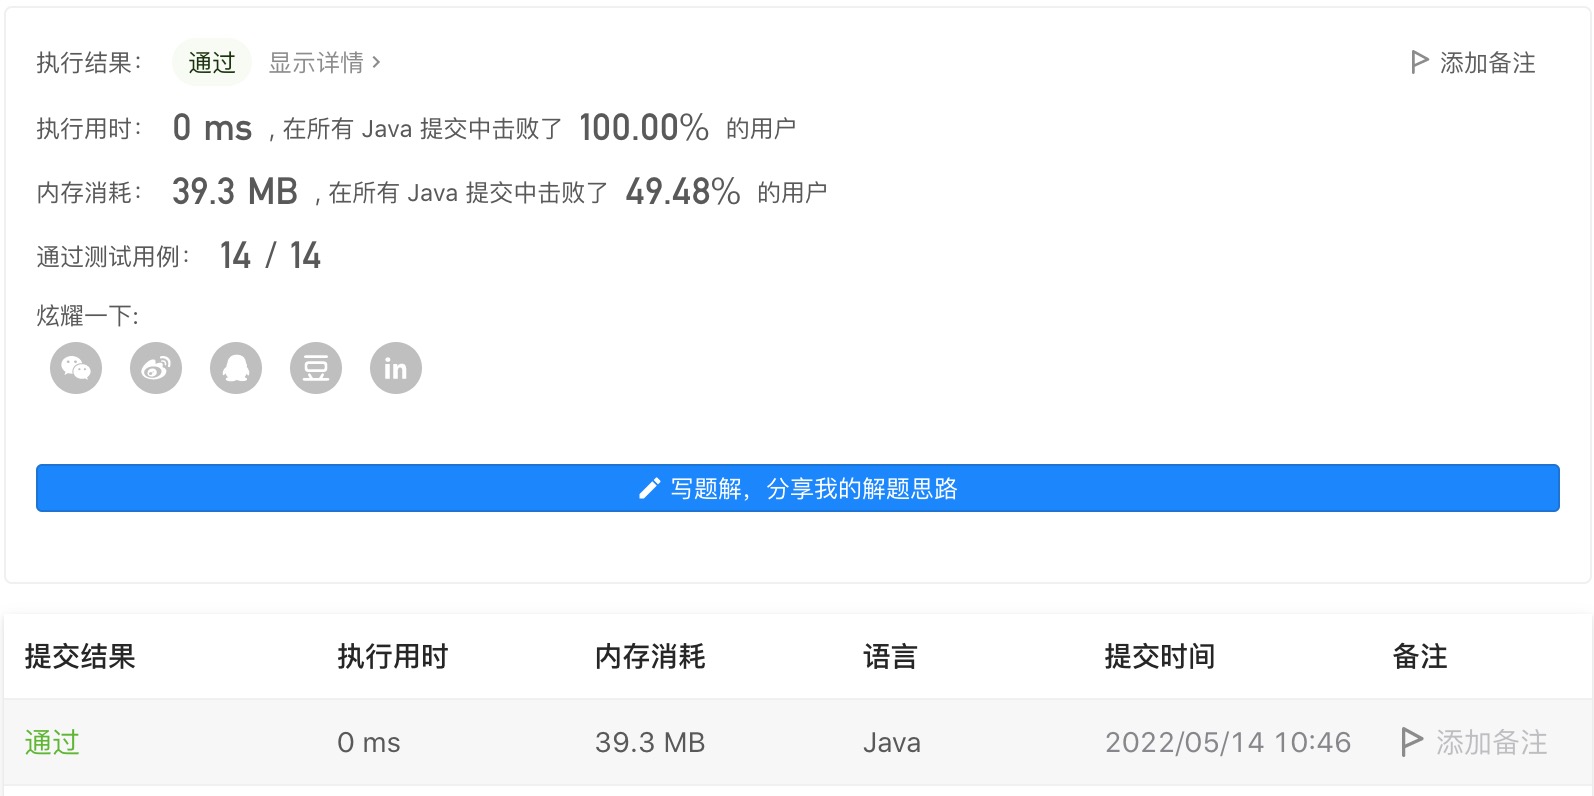 执行结果： 通过 显示详情 > 添加备注
执行用时： 0 ms , 在所有 Java 提交中击败了 100.00% 的用户
内存消耗： 39.3 MB , 在所有 Java 提交中击败了 49.48% 的用户
通过测试用例： 14 / 14
炫耀一下:
豆 in
写题解，分享我的解题思路
提交结果 执行用时 内存消耗 语言 提交时间 备注
通过 0 ms 39.3 MB Java 2022/05/14 10:46 添加备注